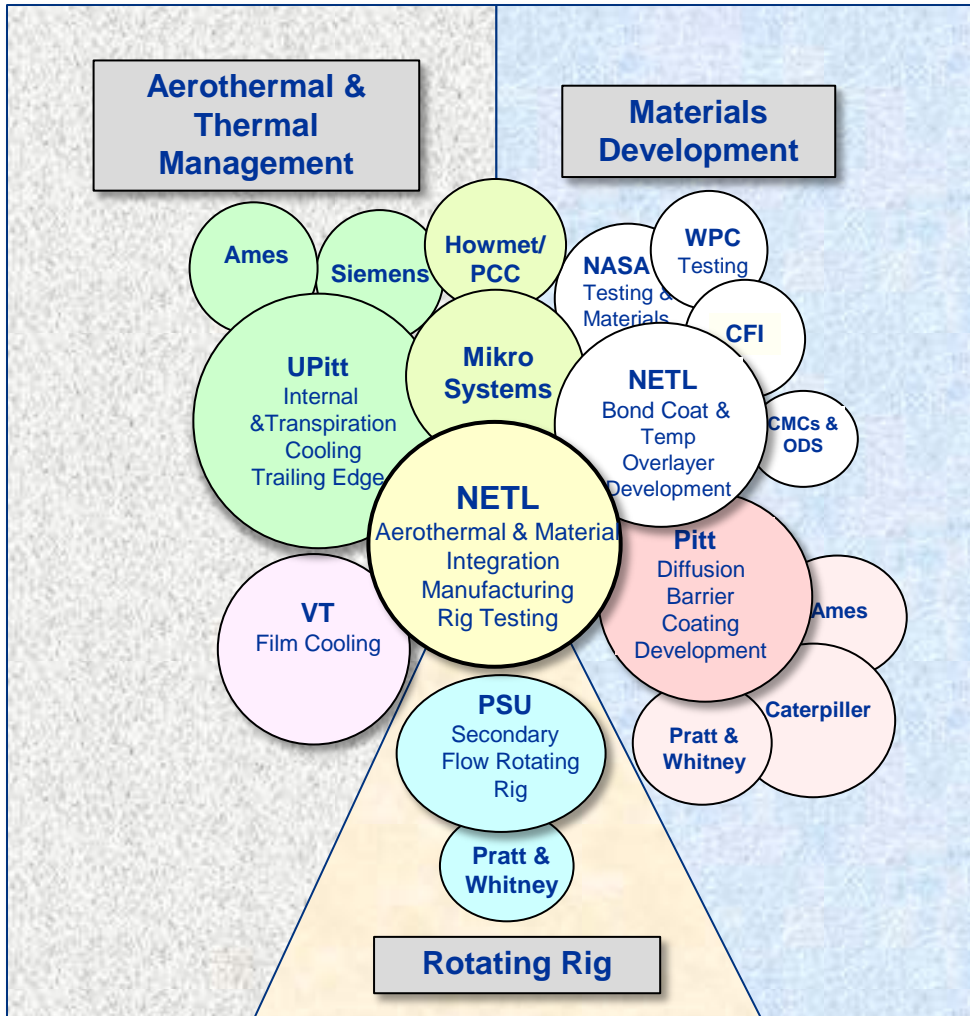 Aerothermal &
Thermal
Management
Materials
Development
Ames
Siemens
Howmet/
PCC
NASA
Testing &
Materials
WPC
Testing
CFI
UPitt
Internal
&Transpiration
Cooling
Trailing Edge
Mikro
Systems
NETL
Bond Coat &
Temp
Overlayer
Development
CMCs &
ODS
NETL
Aerothermal & Material
Integration
Manufacturing
Rig Testing
Pitt
Diffusion
Barrier
Coating
Development
Ames
Caterpiller
Pratt &
Whitney
VT
Film Cooling
PSU
Secondary
Flow Rotating
Rig
Pratt &
Whitney
Rotating Rig